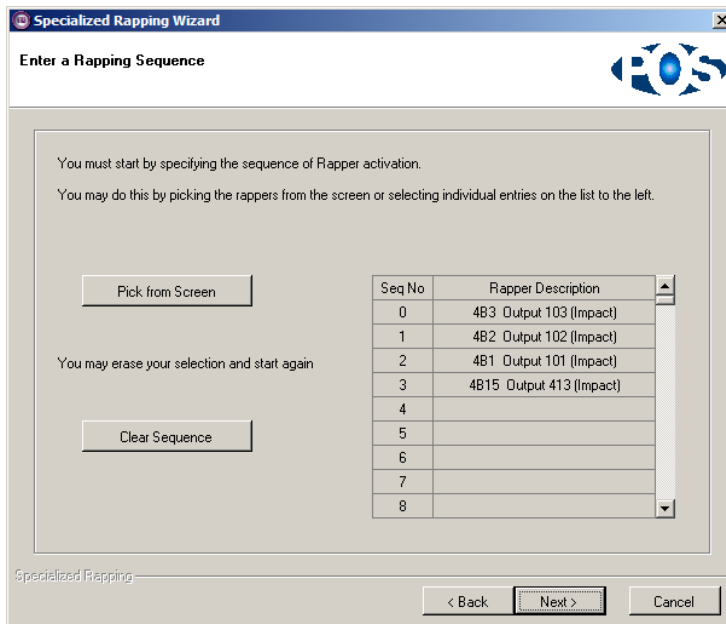 Specialized Rapping Wizard
Enter a Rapping Sequence
POS
You must start by specifying the sequence of Rapper activation.
You may do this by picking the rappers from the screen or selecting individual entries on the list to the left.
Pick from Screen
You may erase your selection and start again
Clear Sequence
Seq No Rapper Description
0 4B3 Output 103 (Impact)
1 4B2 Output 102 (Impact)
2 4B1 Output 101 (Impact)
3 4B15 Output 413 (Impact)
4
5
6
7
8
Specialized Rapping
< Back Next > Cancel